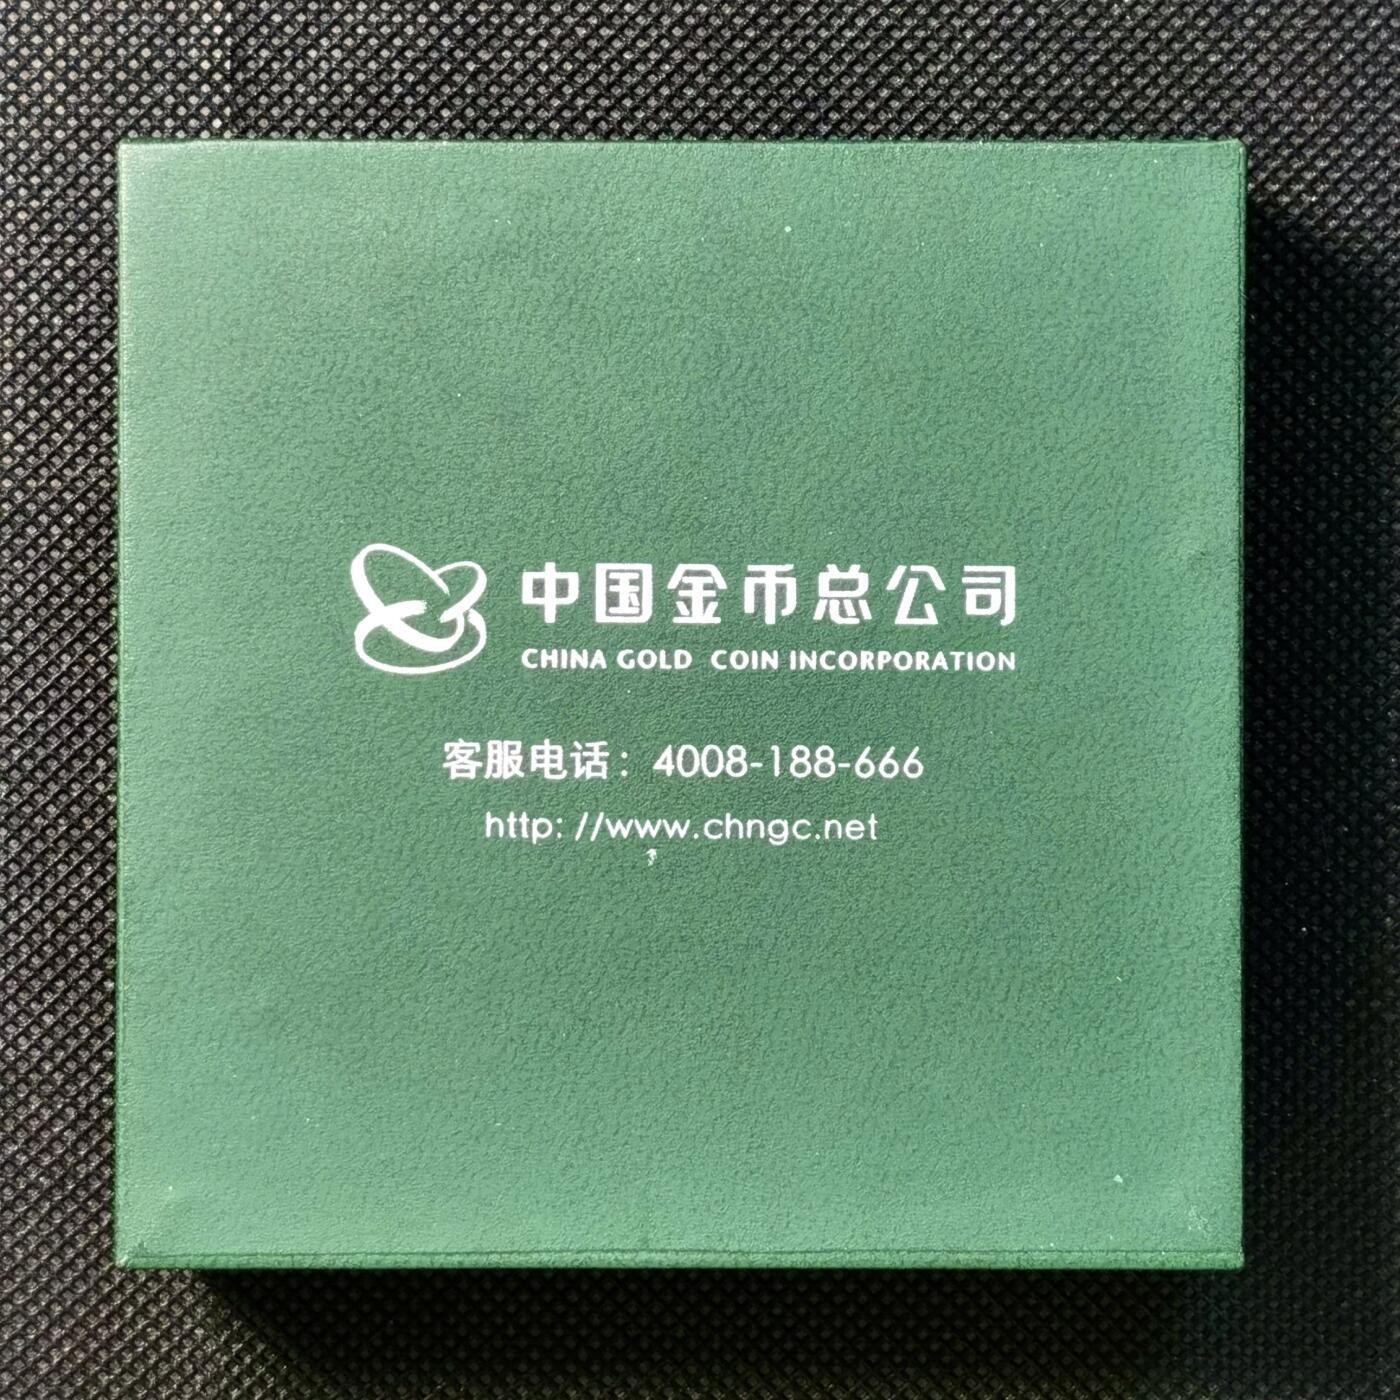 中国金币总公司
CHINA GOLD COIN INCORPORATION
客服电话：4008-188-666
http: //www.chngc.net